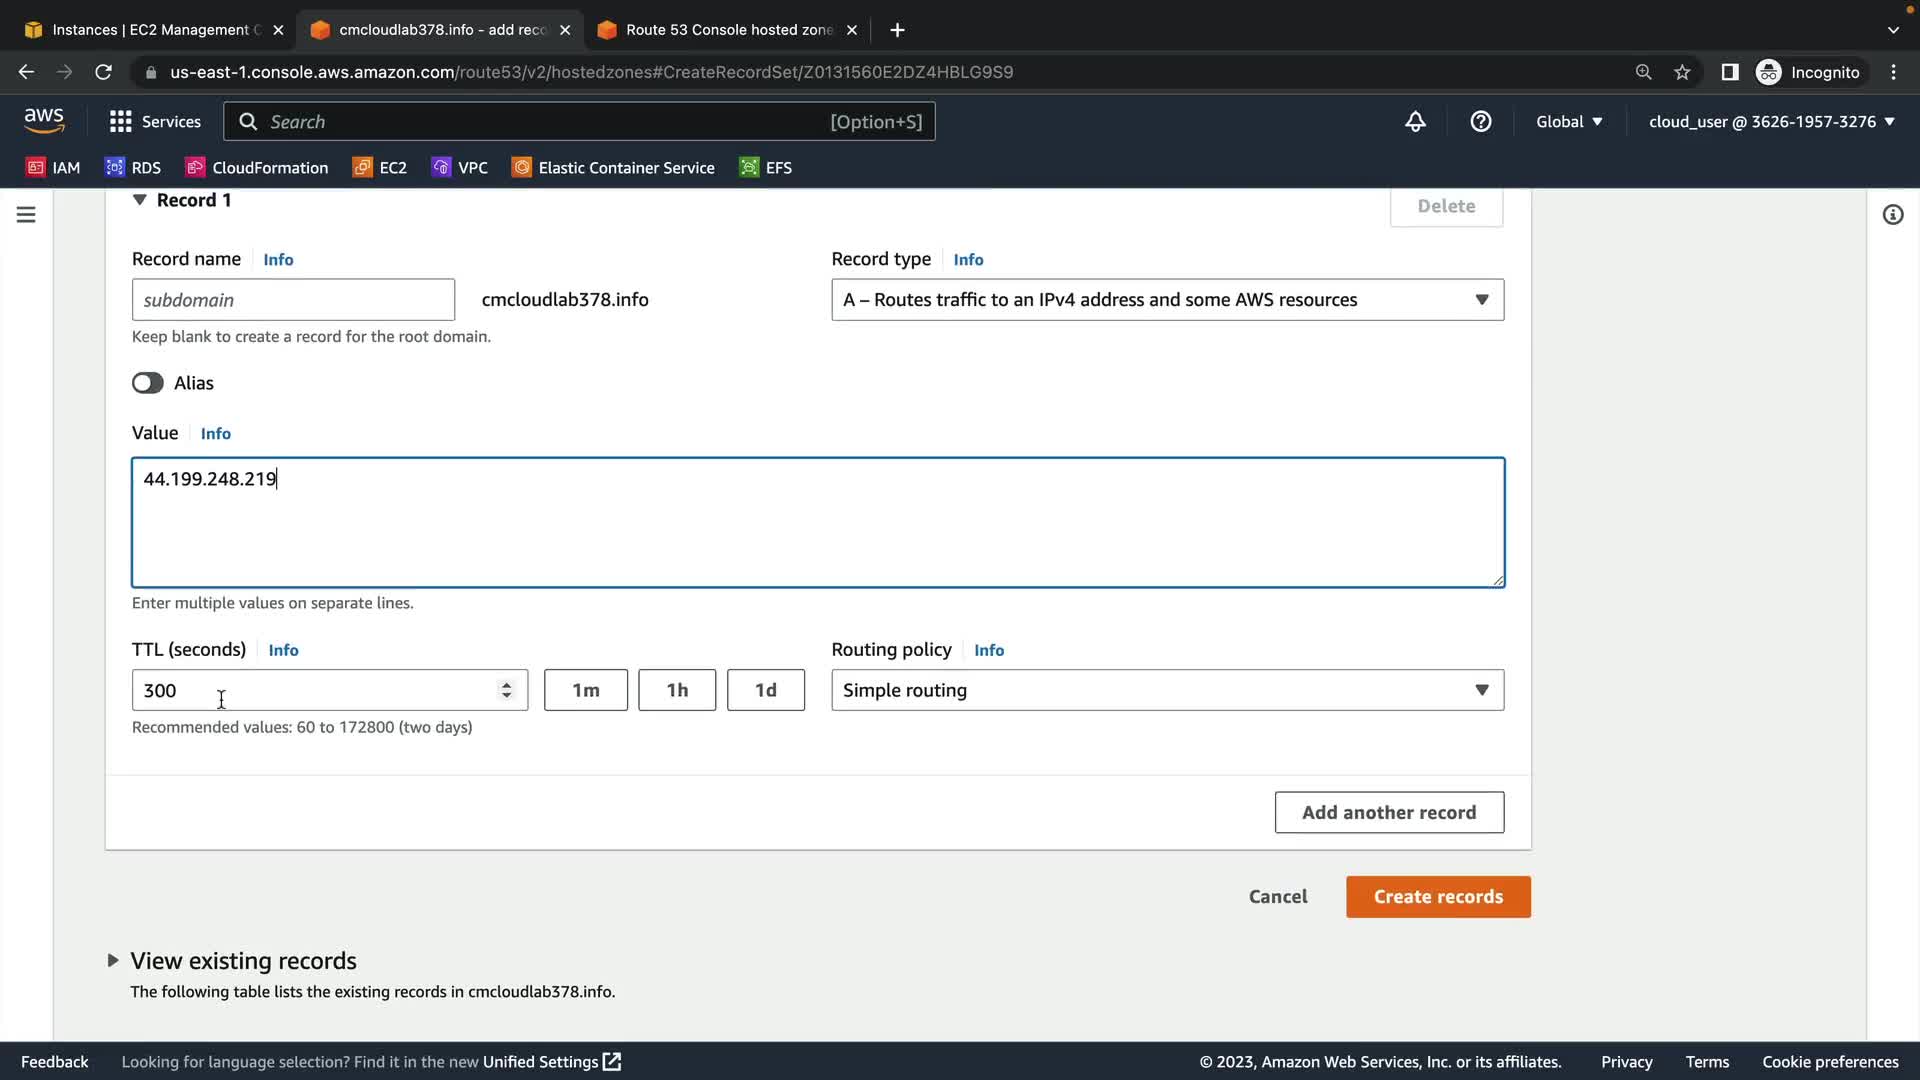 Instances | EC2 Management C
cmcloudlab378.info - add reco
Route 53 Console hosted zone
us-east-1.console.aws.amazon.com/route53/v2/hostedzones#CreateRecordSet/Z0131560E2DZ4HBLG9S9
Incognito
aws
Services
Search
[Option+S]
Global
cloud_user @ 3626-1957-3276
IAM
RDS
CloudFormation
EC2
VPC
Elastic Container Service
EFS
Record 1
Delete
Record name
Info
Record type
Info
subdomain
cmcloudlab378.info
A – Routes traffic to an IPv4 address and some AWS resources
Keep blank to create a record for the root domain.
Alias
Value
Info
44.199.248.219
Enter multiple values on separate lines.
TTL (seconds)
Info
Routing policy
Info
300
1m
1h
1d
Simple routing
Recommended values: 60 to 172800 (two days)
Add another record
Cancel
Create records
View existing records
The following table lists the existing records in cmcloudlab378.info.
Feedback
Looking for language selection? Find it in the new Unified Settings
© 2023, Amazon Web Services, Inc. or its affiliates.
Privacy
Terms
Cookie preferences